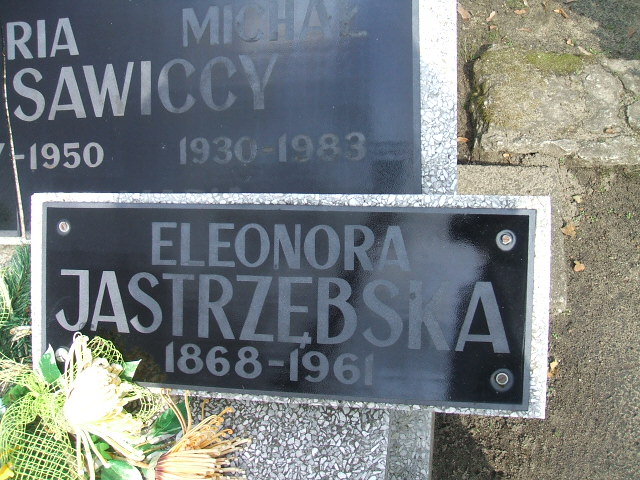 RIA MICHAŁ
SAWICCY
-1950 1930-1983
ELEONORA
JASTRZĘBSKA
1868-1961